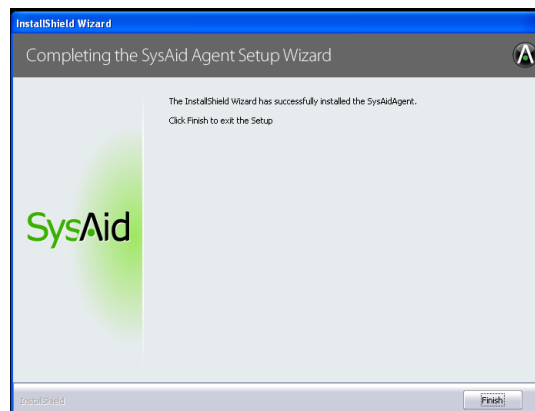 InstallShield Wizard
Completing the SysAid Agent Setup Wizard
The InstallShield Wizard has successfully installed the SysAidAgent.
Click Finish to exit the Setup
SysAid
InstallShield
Finish